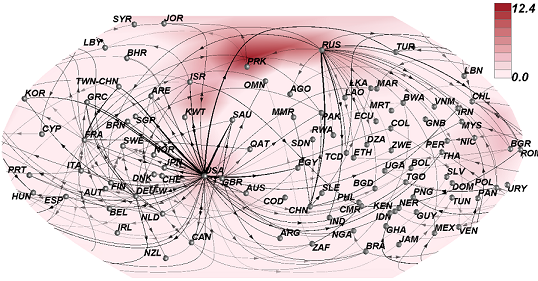 SYR JOR
12.4
LBY
RUS TUR
BHR
PRK
LBN
0.0
TWN-CHN ISR
OMN
LKA MAR
KOR GRC ARE
AGO LAO
BWA CHL
KWT
MRT VNM IRN
BRN SGP SAU
MMR PAK ECU
COL GNB MYS
CYP FRA
RWA
SWE
QAT SDN
DZA ZWE PER NIC
BGR
NOR
TCD ETH
THA ROM
PRT ITA JPN
USA
EGY
UGA BOL
DNK CHE
GBR
TGO SLV
HUN ESP AUT FIN
AUS
SLE BGD
PNG DOM POL
URY
COD
PHL
TUN PAN
BEL
CHN CMR KEN NER
NLD
IND IDN GUY
IRL
CAN ARG NGA GHA
MEX VEN
NZL
ZAF BRA JAM